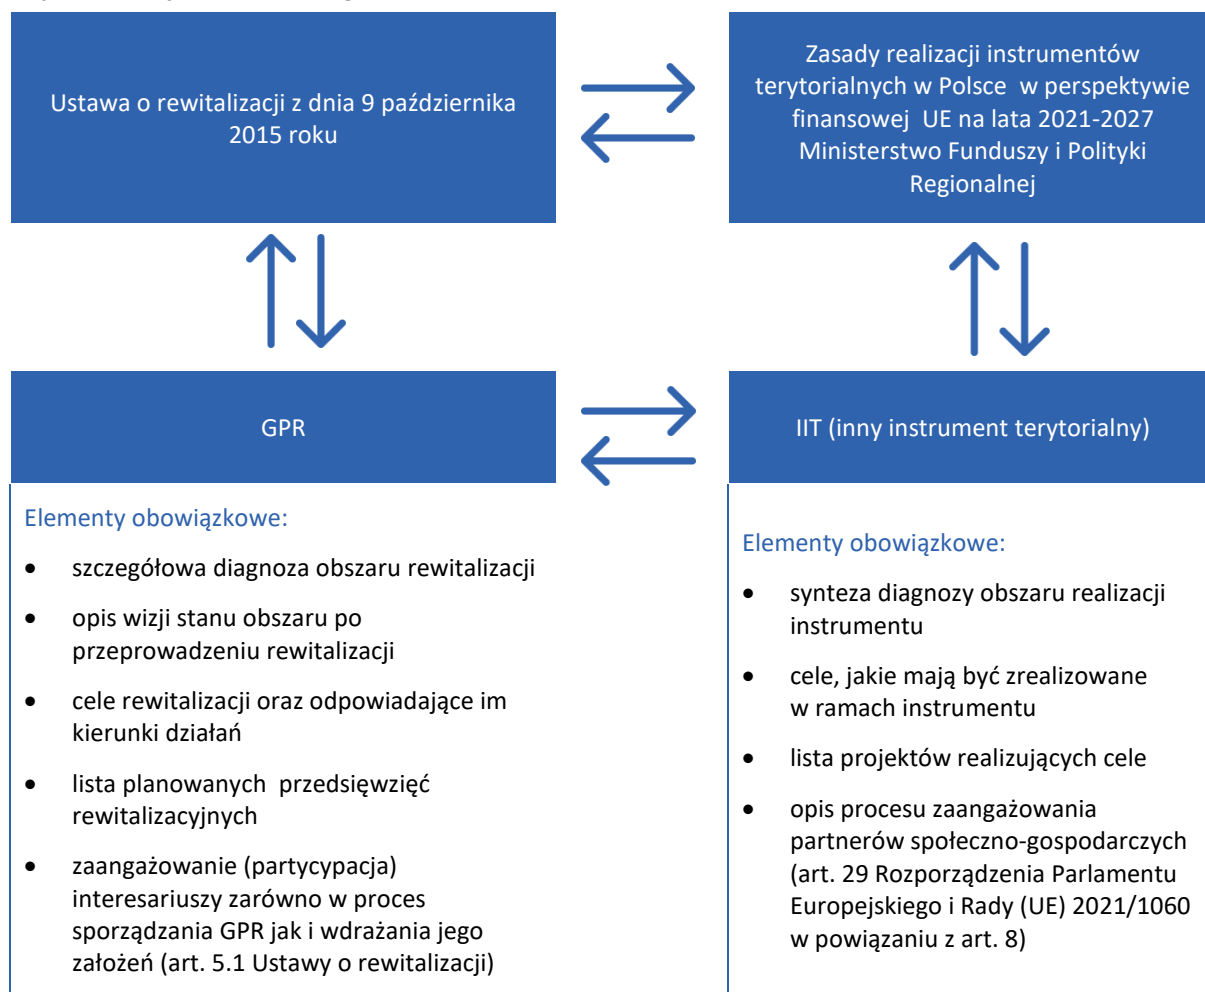 Ustawa o rewitalizacji z dnia 9 października
2015 roku
Zasady realizacji instrumentów
terytorialnych w Polsce w perspektywie
finansowej UE na lata 2021-2027
Ministerstwo Funduszy i Polityki
Regionalnej
GPR
IIT (inny instrument terytorialny)
Elementy obowiązkowe:
• szczegółowa diagnoza obszaru rewitalizacji
• opis wizji stanu obszaru po
przeprowadzeniu rewitalizacji
• cele rewitalizacji oraz odpowiadające im
kierunki działań
• lista planowanych przedsięwzięć
rewitalizacyjnych
• zaangażowanie (partycypacja)
interesariuszy zarówno w proces
sporządzania GPR jak i wdrażania jego
założeń (art. 5.1 Ustawy o rewitalizacji)
Elementy obowiązkowe:
• synteza diagnozy obszaru realizacji
instrumentu
• cele, jakie mają być zrealizowane
w ramach instrumentu
• lista projektów realizujących cele
• opis procesu zaangażowania
partnerów społeczno-gospodarczych
(art. 29 Rozporządzenia Parlamentu
Europejskiego i Rady (UE) 2021/1060
w powiązaniu z art. 8)